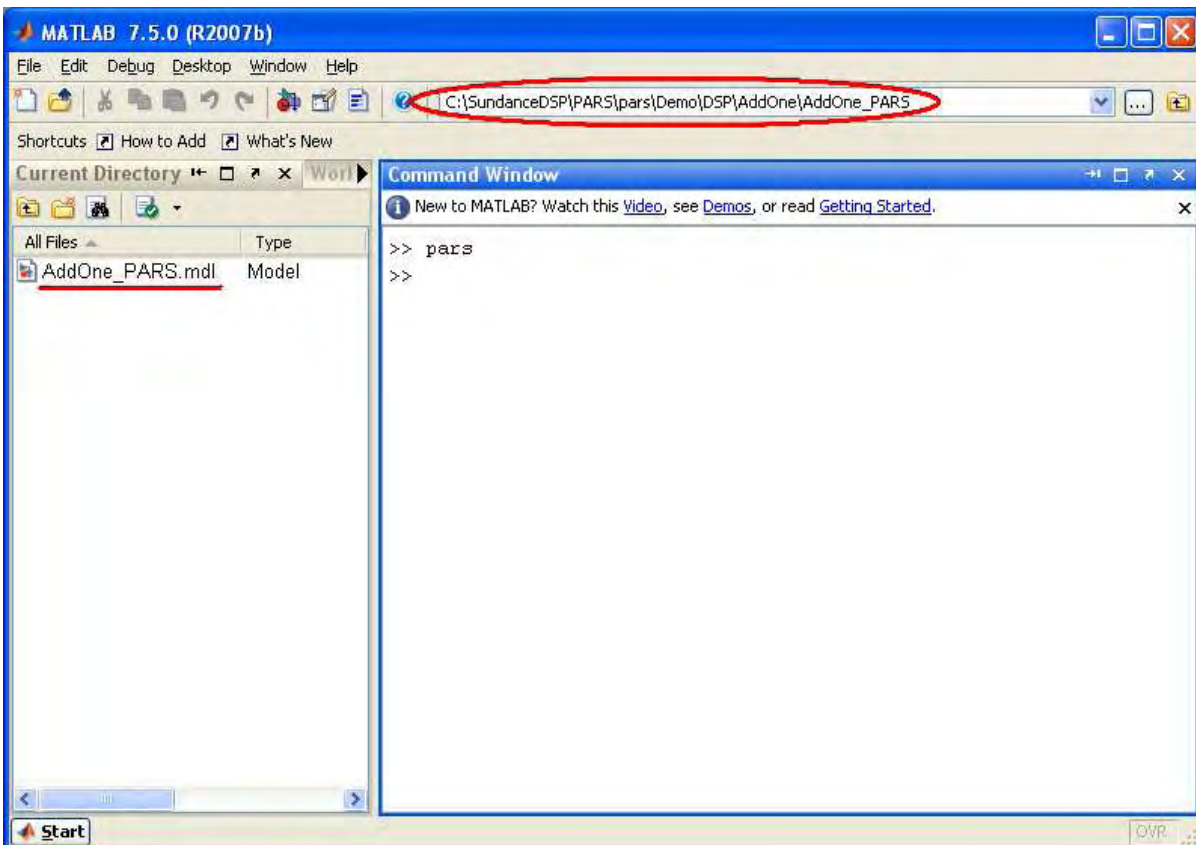 MATLAB 7.5.0 (R2007b)
File Edit Debug Desktop Window Help
C:\SundanceDSP\PARS\pars\Demo\DSP\AddOne\AddOne_PARS
Shortcuts How to Add What's New
Current Directory
Command Window
New to MATLAB? Watch this Video, see Demos, or read Getting Started.
All Files Type
AddOne_PARS.mdl Model
>> pars
>>
Start
OVR